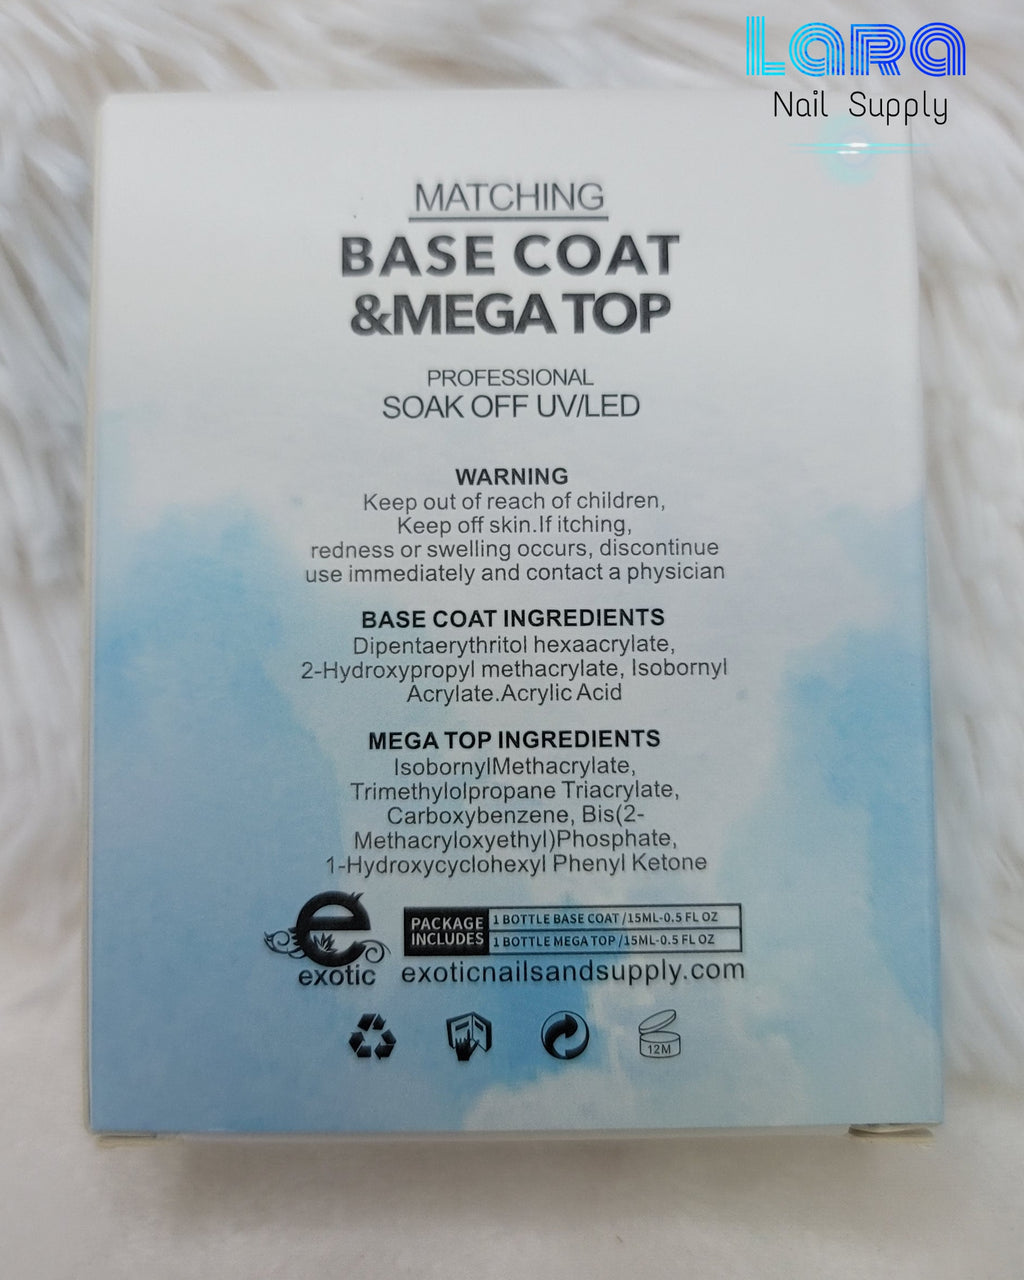 LARA
Nail Supply
MATCHING
BASE COAT
&MEGA TOP
PROFESSIONAL
SOAK OFF UV/LED
WARNING
Keep out of reach of children,
Keep off skin.If itching,
redness or swelling occurs, discontinue
use immediately and contact a physician
BASE COAT INGREDIENTS
Dipentaerythritol hexaacrylate,
2-Hydroxypropyl methacrylate, Isobornyl
Acrylate.Acrylic Acid
MEGA TOP INGREDIENTS
IsobornylMethacrylate,
Trimethylolpropane Triacrylate,
Carboxybenzene, Bis(2-
Methacryloxyethyl)Phosphate,
1-Hydroxycyclohexyl Phenyl Ketone
e
exotic
PACKAGE
INCLUDES
1 BOTTLE BASE COAT /15ML-0.5 FL OZ
1 BOTTLE MEGA TOP /15ML-0.5 FL OZ
exoticnailsandsupply.com
12M